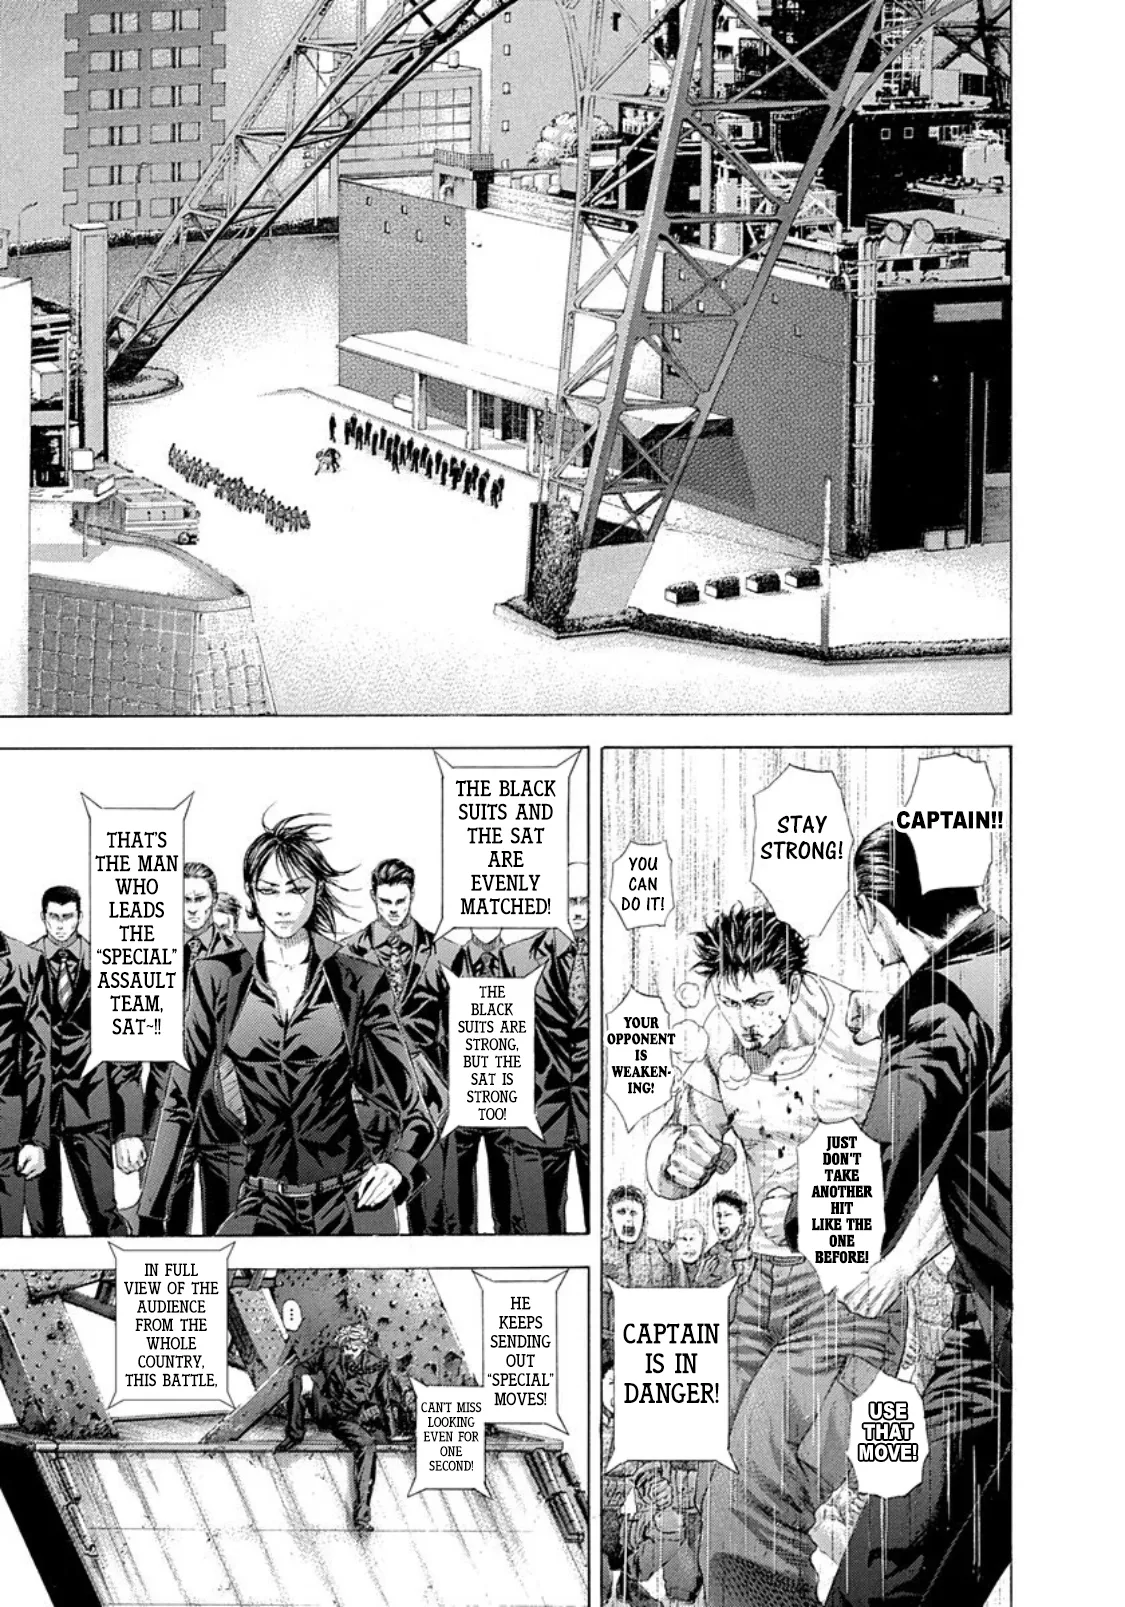 CAPTAIN!!
STAY
STRONG!
YOU
CAN
DO IT!
YOUR
OPPONENT
IS
WEAKEN-
ING!
JUST
DON'T
TAKE
ANOTHER
HIT
LIKE THE
ONE
BEFORE!
CAPTAIN
IS IN
DANGER!
USE
THAT
MOVE!
THE BLACK
SUITS AND
THE SAT
ARE
EVENLY
MATCHED!
THE
BLACK
SUITS ARE
STRONG,
BUT THE
SAT IS
STRONG
TOO!
THAT'S
THE MAN
WHO
LEADS
THE
"SPECIAL"
ASSAULT
TEAM,
SAT~!!
HE
KEEPS
SENDING
OUT
"SPECIAL"
MOVES!
CAN'T MISS
LOOKING
EVEN FOR
ONE
SECOND!
...
IN FULL
VIEW OF THE
AUDIENCE
FROM THE
WHOLE
COUNTRY,
THIS BATTLE,